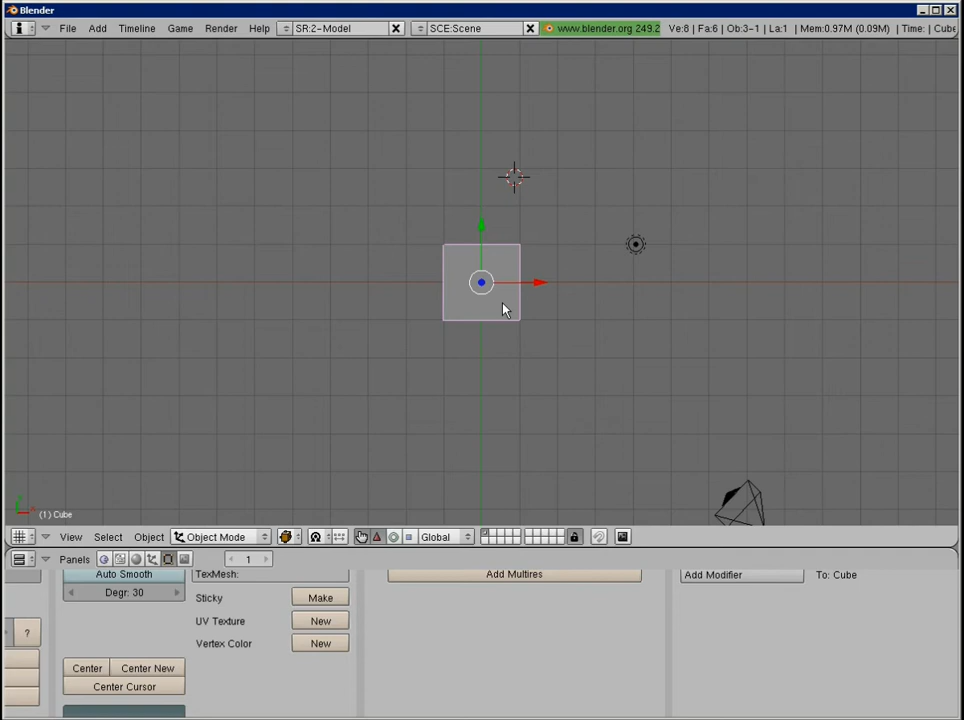 Blender
File Add Timeline Game Render Help SR:2-Model SCE:Scene www.blender.org 249.2 Ve:8 | Fa:6 | Ob:3-1 | La:1 | Mem:0.97M (0.09M) | Time: | Cube
(1) Cube
View Select Object Object Mode Global
Panels 1
Auto Smooth TexMesh: Add Multires Add Modifier To: Cube
Degr: 30 Sticky Make
? UV Texture New
Vertex Color New
Center Center New
Center Cursor